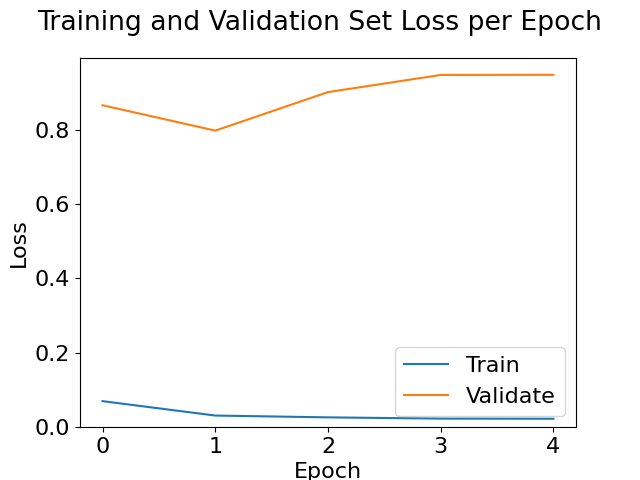 Training and Validation Set Loss per Epoch
Loss
0.8
0.6
0.4
0.2
0.0
Train
Validate
0 1 2 3 4
Epoch